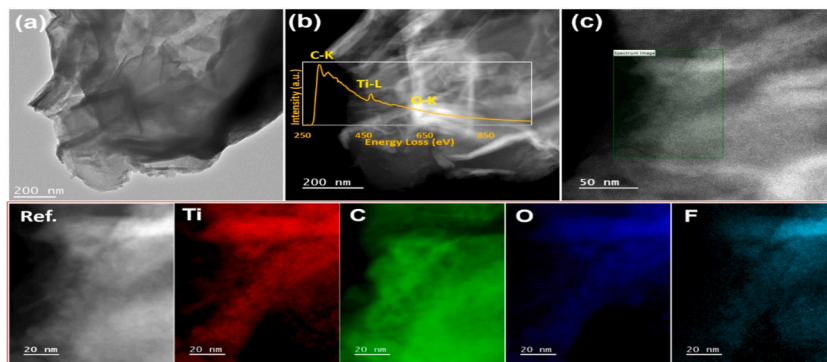 (a)
200 nm
(b)
C-K
Ti-L
O-K
Intensity (a.u.)
250 450 650 850
Energy Loss (eV)
200 nm
(c)
Spectrum Image
50 nm
Ref.
20 nm
Ti
20 nm
C
20 nm
O
20 nm
F
20 nm